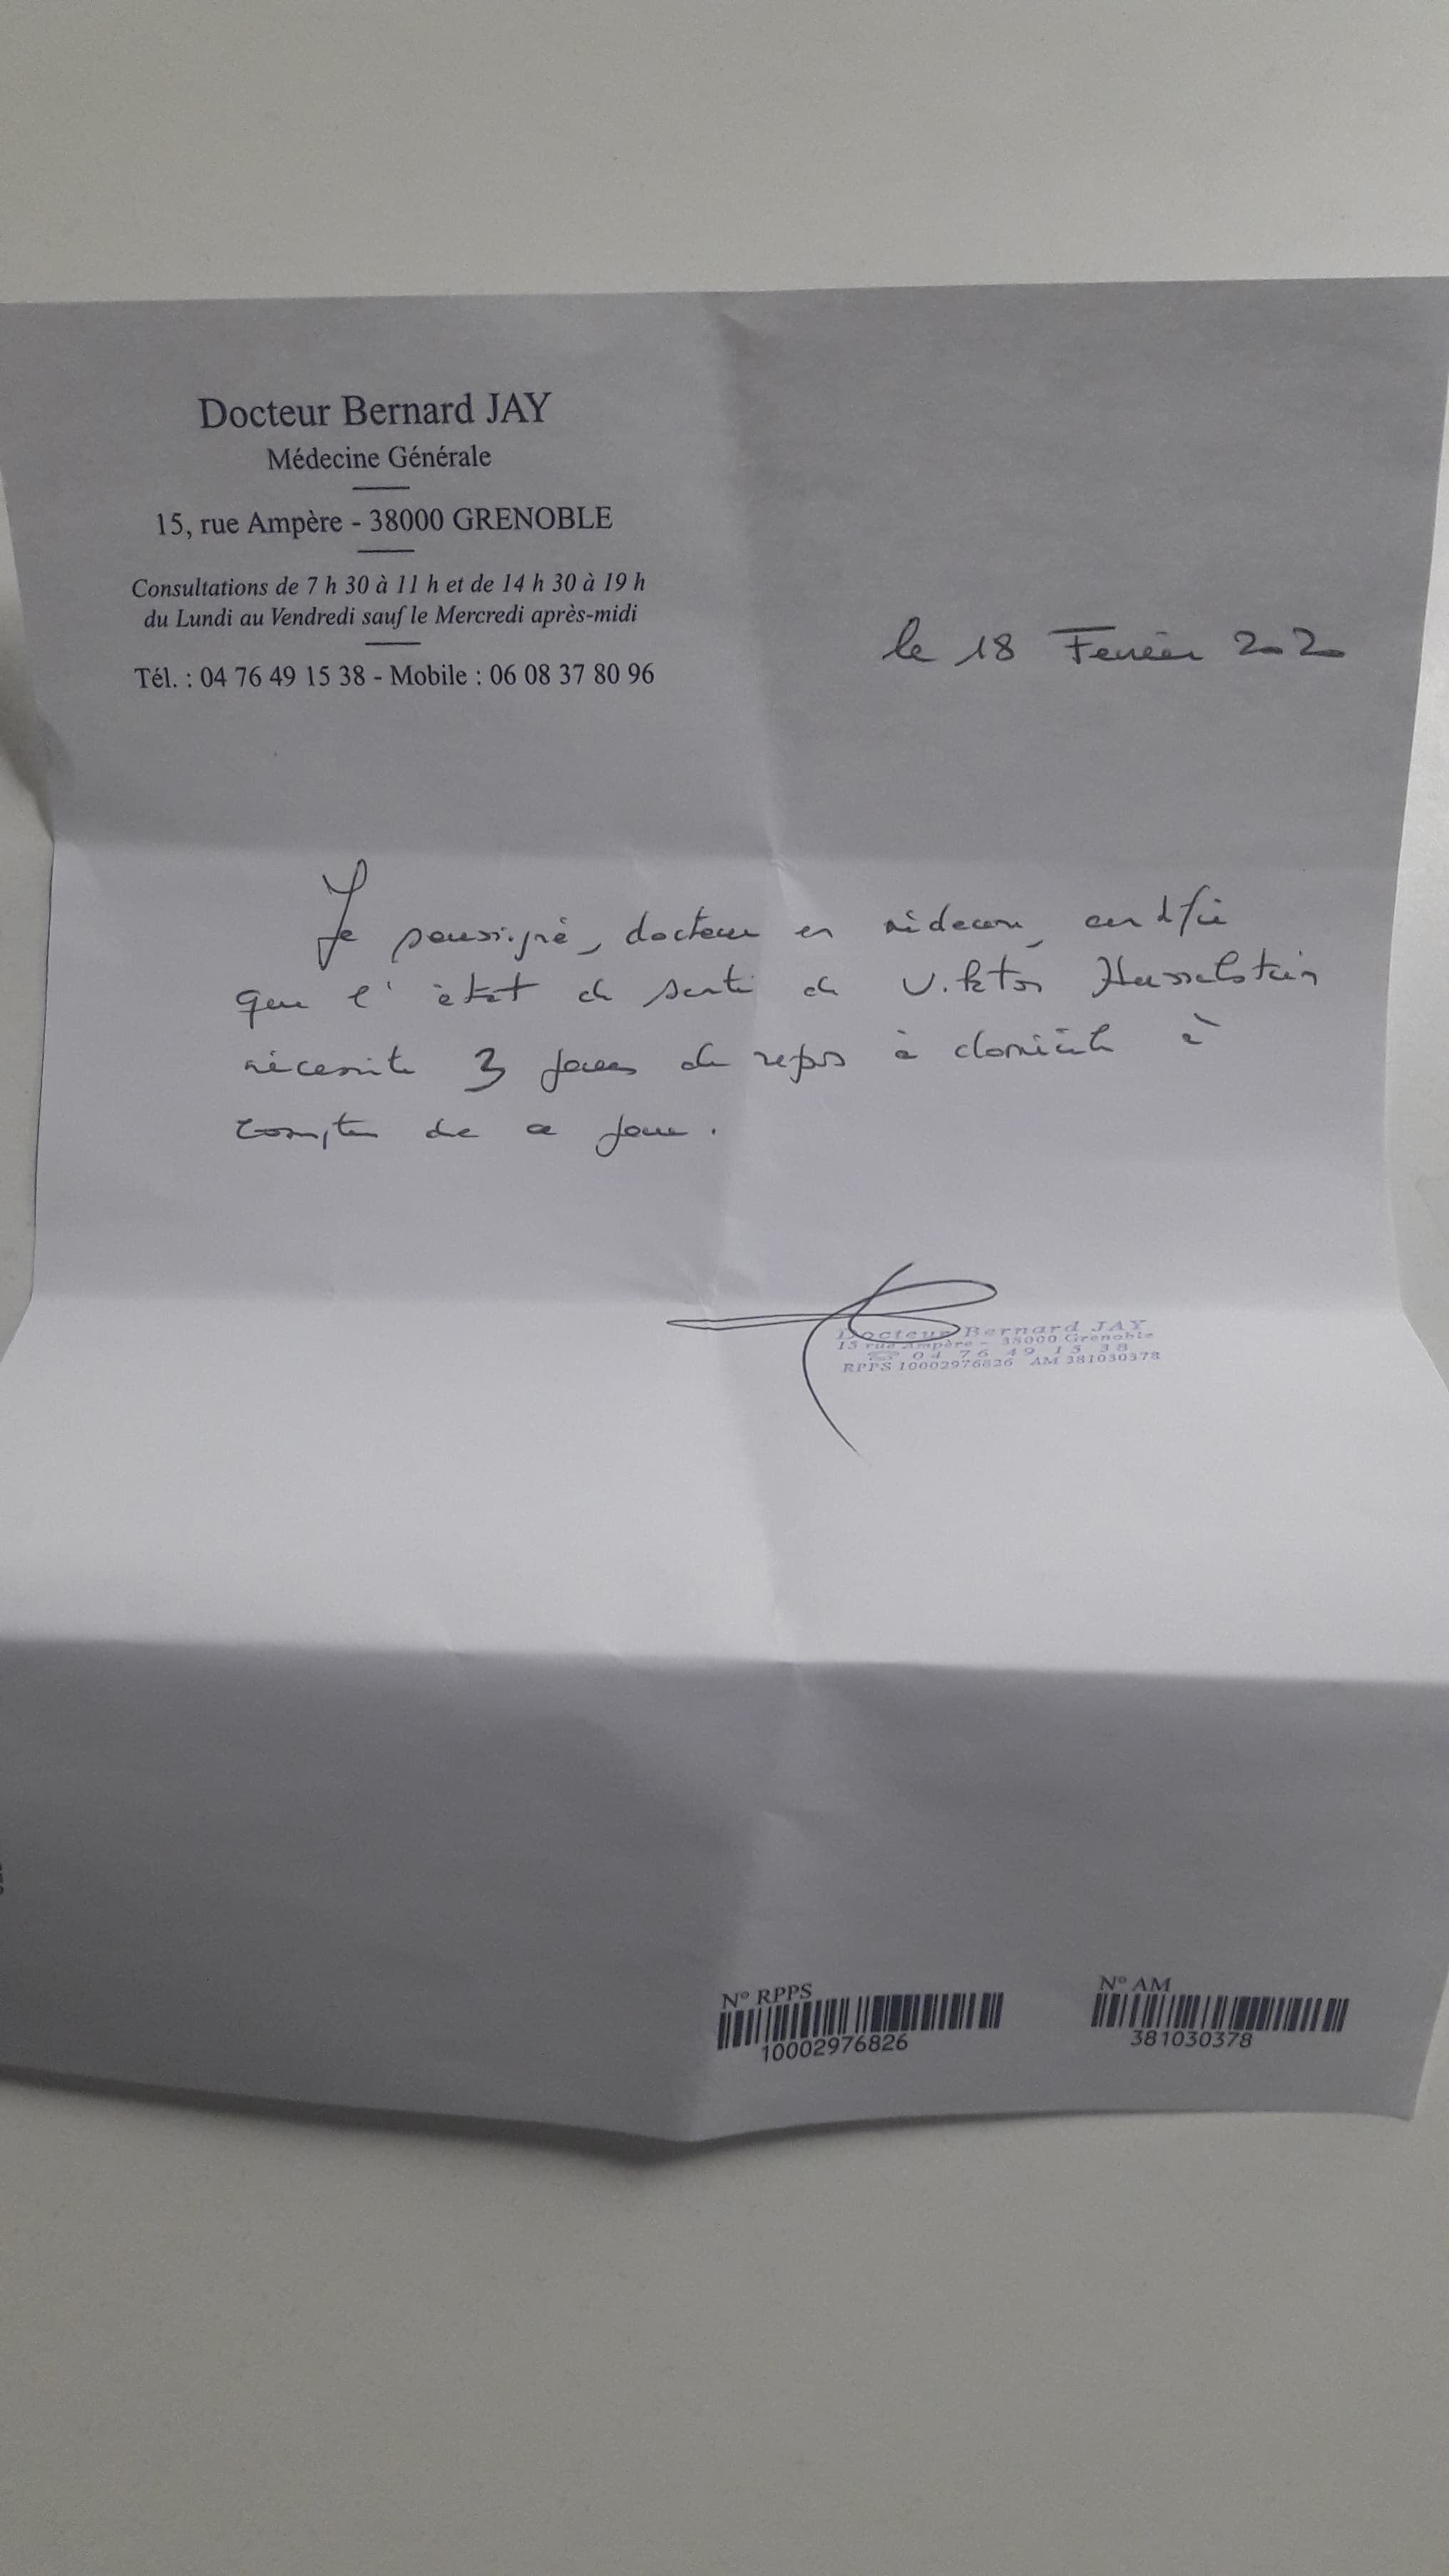 Docteur Bernard JAY
Médecine Générale
15, rue Ampère - 38000 GRENOBLE
Consultations de 7 h 30 à 11 h et de 14 h 30 à 19 h
du Lundi au Vendredi sauf le Mercredi après-midi
Tél. : 04 76 49 15 38 - Mobile : 06 08 37 80 96
le 18 Fevrier 2020
Je soussigné, docteur en médecine, certifie
que l'état de santé de Viktor Hasselstein
nécessite 3 jours de repos à domicile à
compter de ce jour.
Docteur Bernard JAY
15 rue Ampère - 38000 Grenoble
☎ 04 76 49 15 38
RPPS 10002976826 AM 381030378
N° RPPS
10002976826
N° AM
381030378